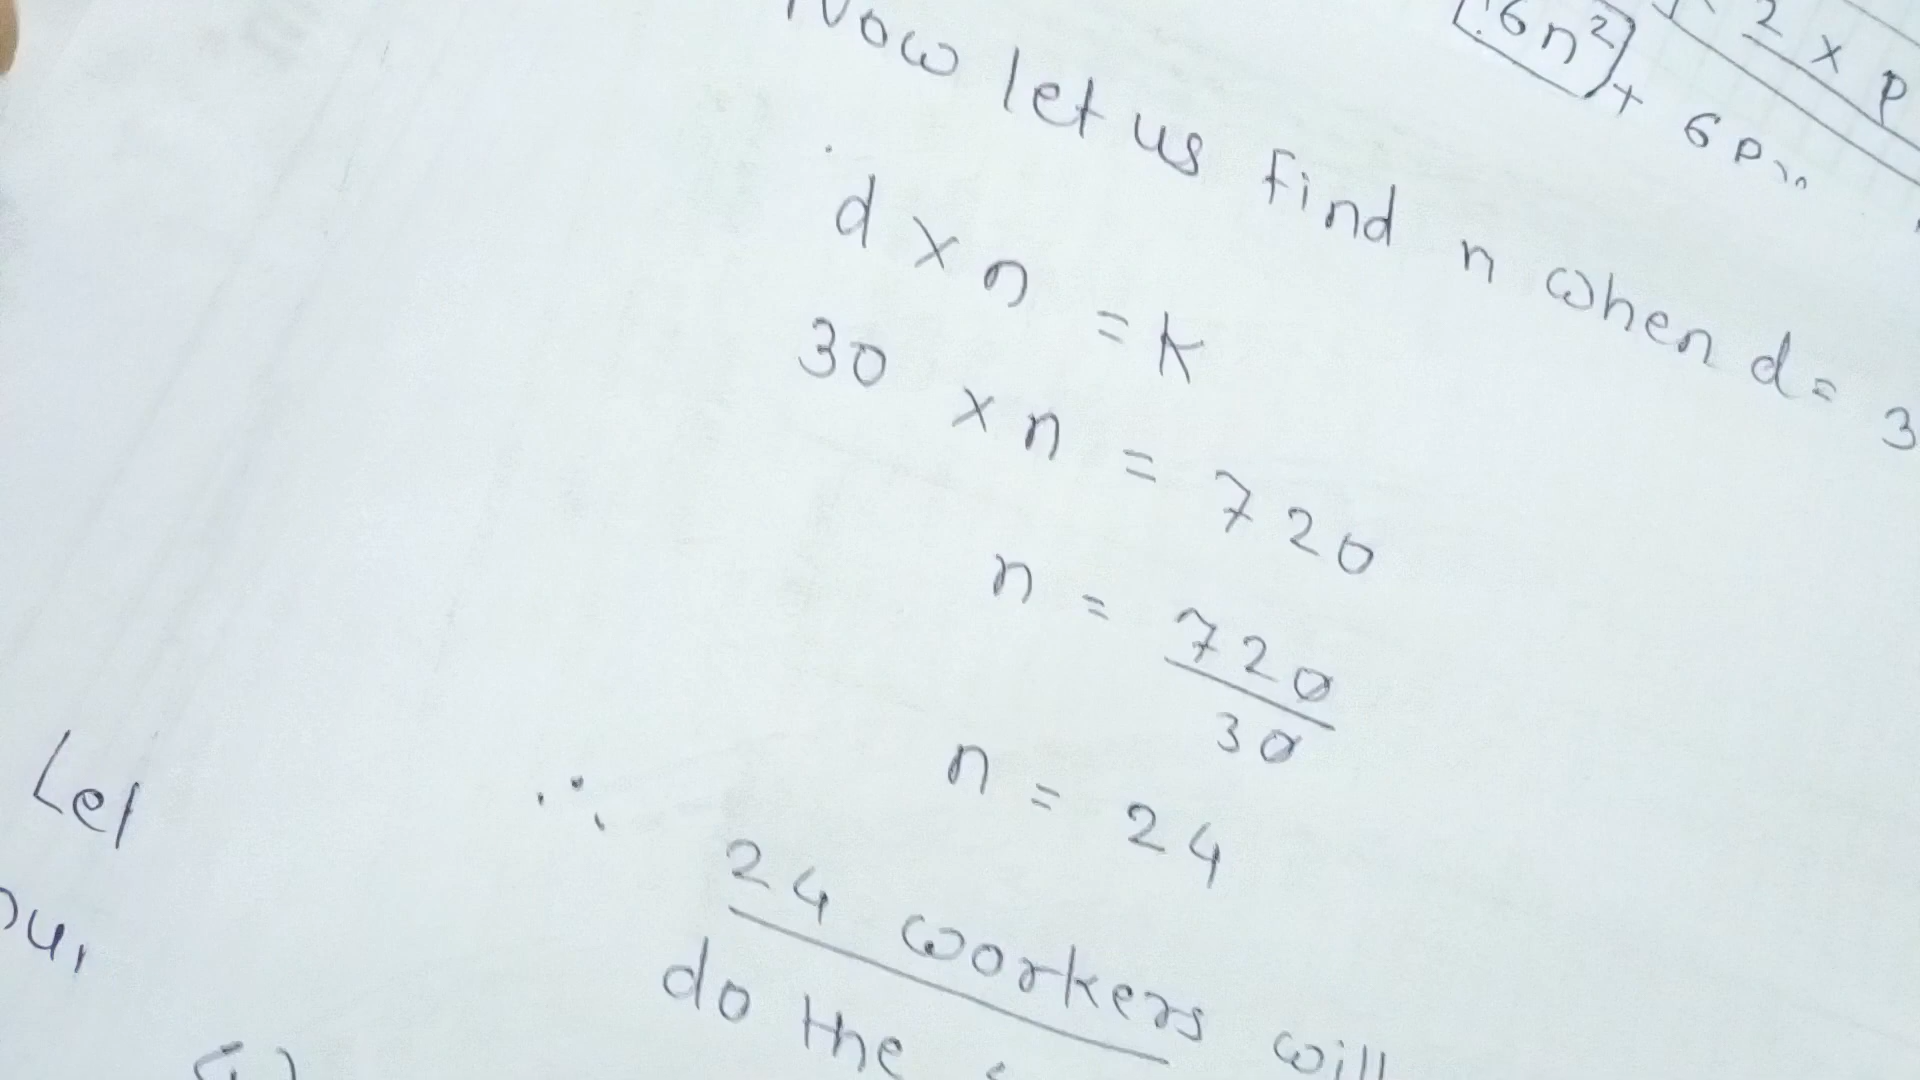 Now let us find n when d= 3
d × n = k
30 × n = 720
n = 720/30
n = 24
∴ 24 workers will
do the
Let
6n² + 6p
2 × p